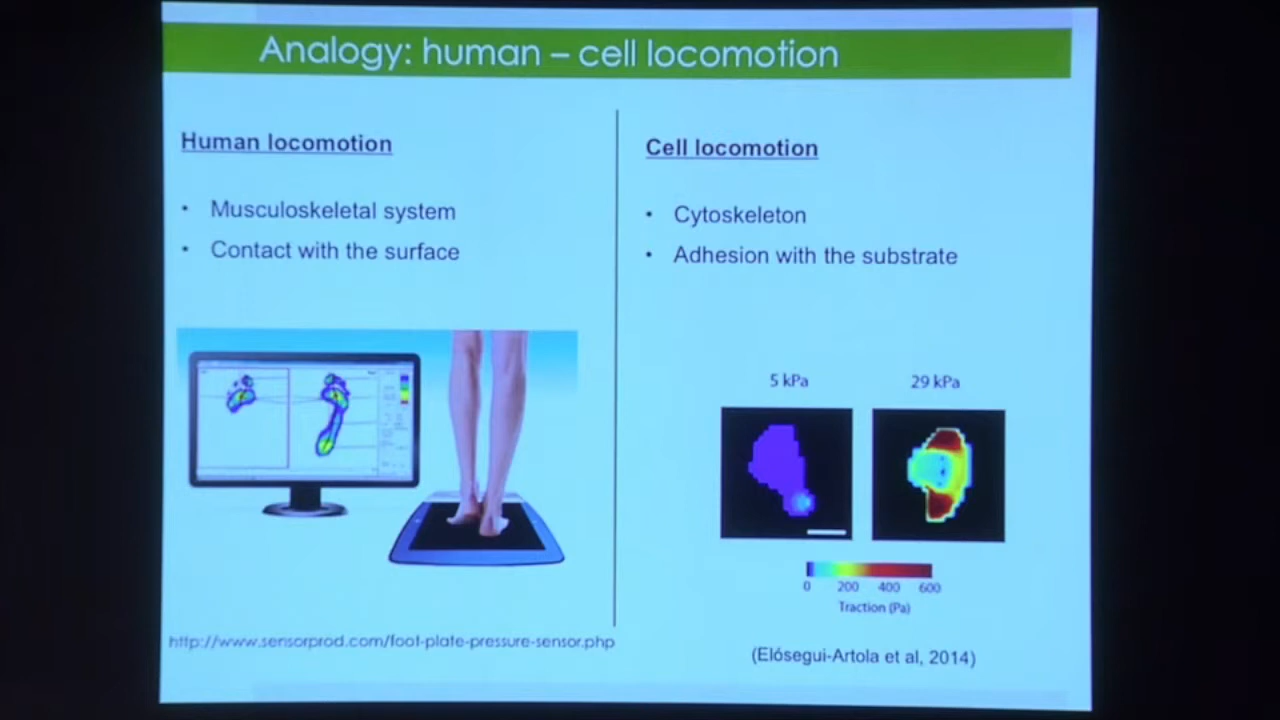 Analogy: human – cell locomotion
Human locomotion
• Musculoskeletal system
• Contact with the surface
http://www.sensorprod.com/foot-plate-pressure-sensor.php
Cell locomotion
• Cytoskeleton
• Adhesion with the substrate
5 kPa
29 kPa
0 200 400 600
Traction (Pa)
(Elósegui-Artola et al, 2014)